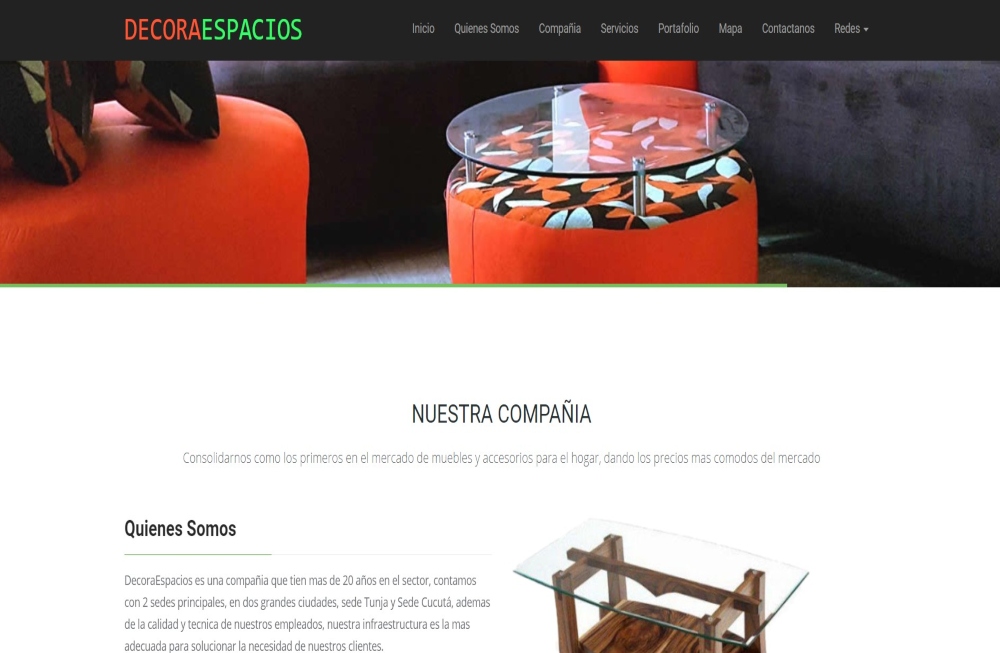 DECORAESPACIOS
Inicio Quienes Somos Compañia Servicios Portafolio Mapa Contactanos Redes
NUESTRA COMPAÑIA
Consolidarnos como los primeros en el mercado de muebles y accesorios para el hogar, dando los precios mas comodos del mercado
Quienes Somos
DecoraEspacios es una compañia que tien mas de 20 años en el sector, contamos
con 2 sedes principales, en dos grandes ciudades, sede Tunja y Sede Cucutá, ademas
de la calidad y tecnica de nuestros empleados, nuestra infraestructura es la mas
adecuada para solucionar la necesidad de nuestros clientes.